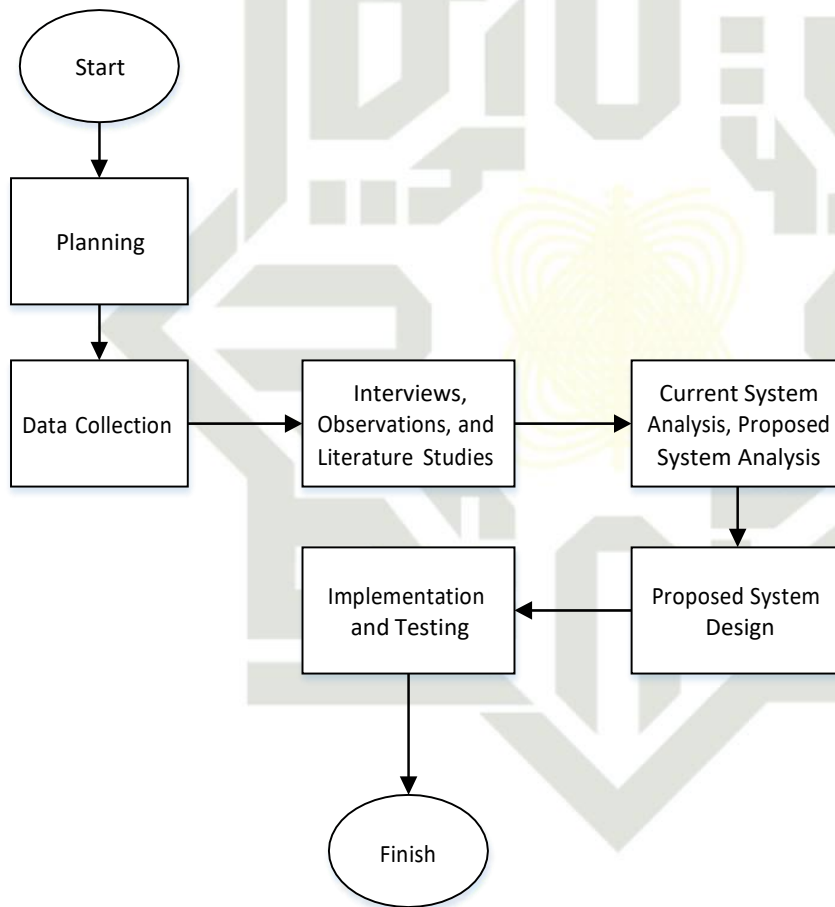 Start
Planning
Data Collection
Interviews,
Observations, and
Literature Studies
Current System
Analysis, Proposed
System Analysis
Proposed System
Design
Implementation
and Testing
Finish